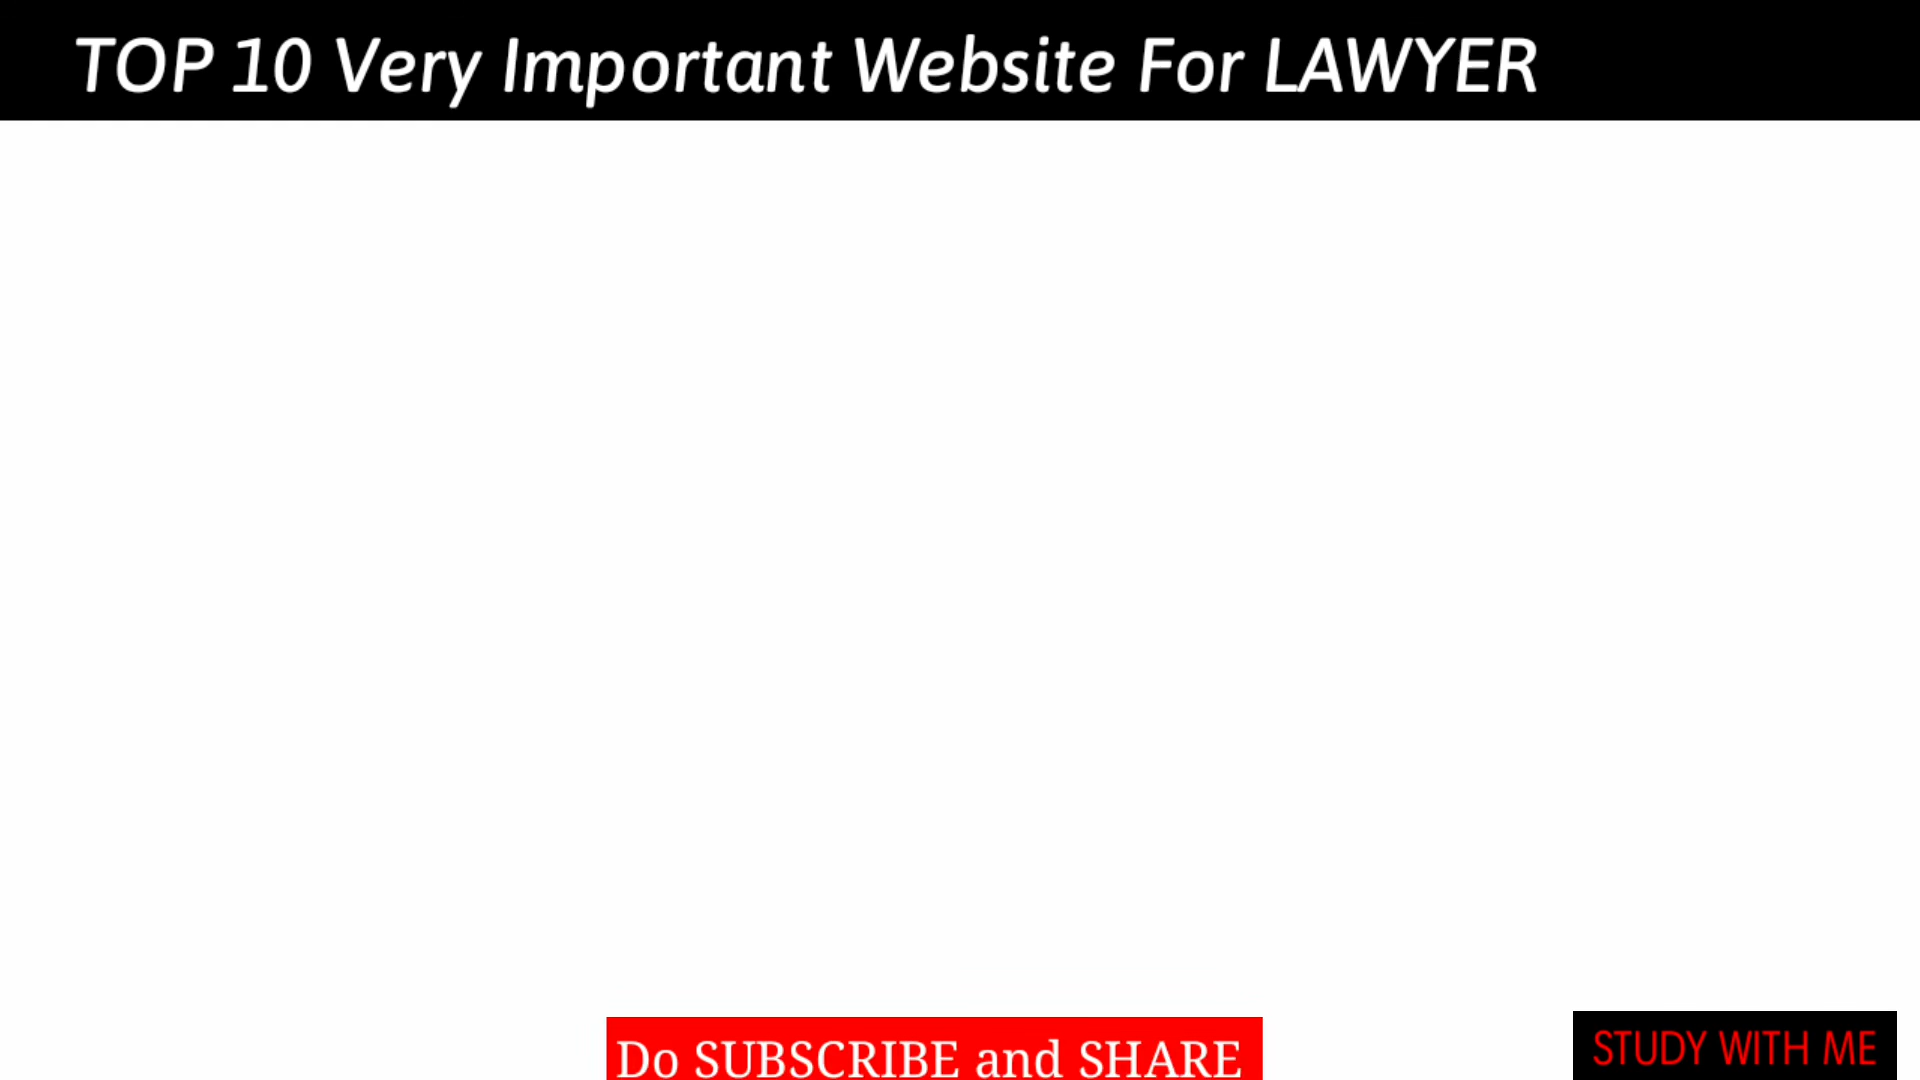 TOP 10 Very Important Website For LAWYER
Do SUBSCRIBE and SHARE
STUDY WITH ME